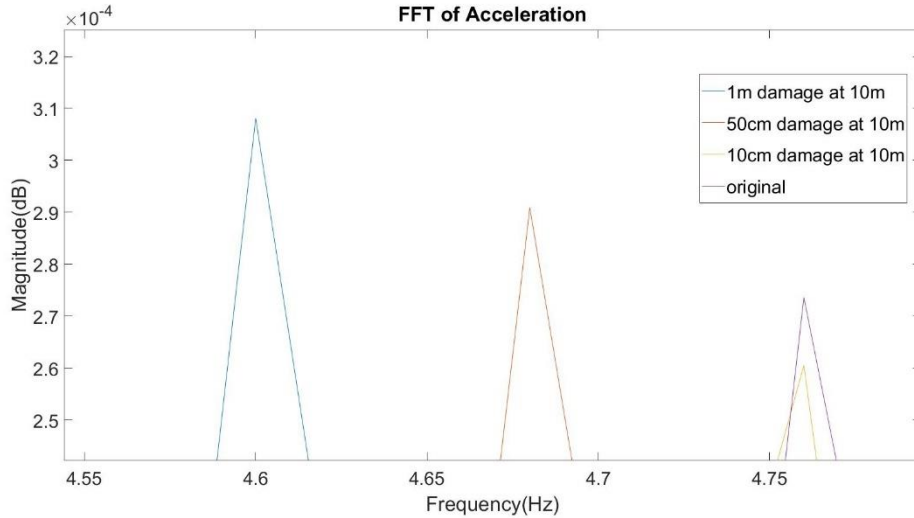 FFT of Acceleration
×10-4
3.2
3.1
3
2.9
2.8
2.7
2.6
2.5
Magnitude(dB)
1m damage at 10m
50cm damage at 10m
10cm damage at 10m
original
4.55
4.6
4.65
4.7
4.75
Frequency(Hz)